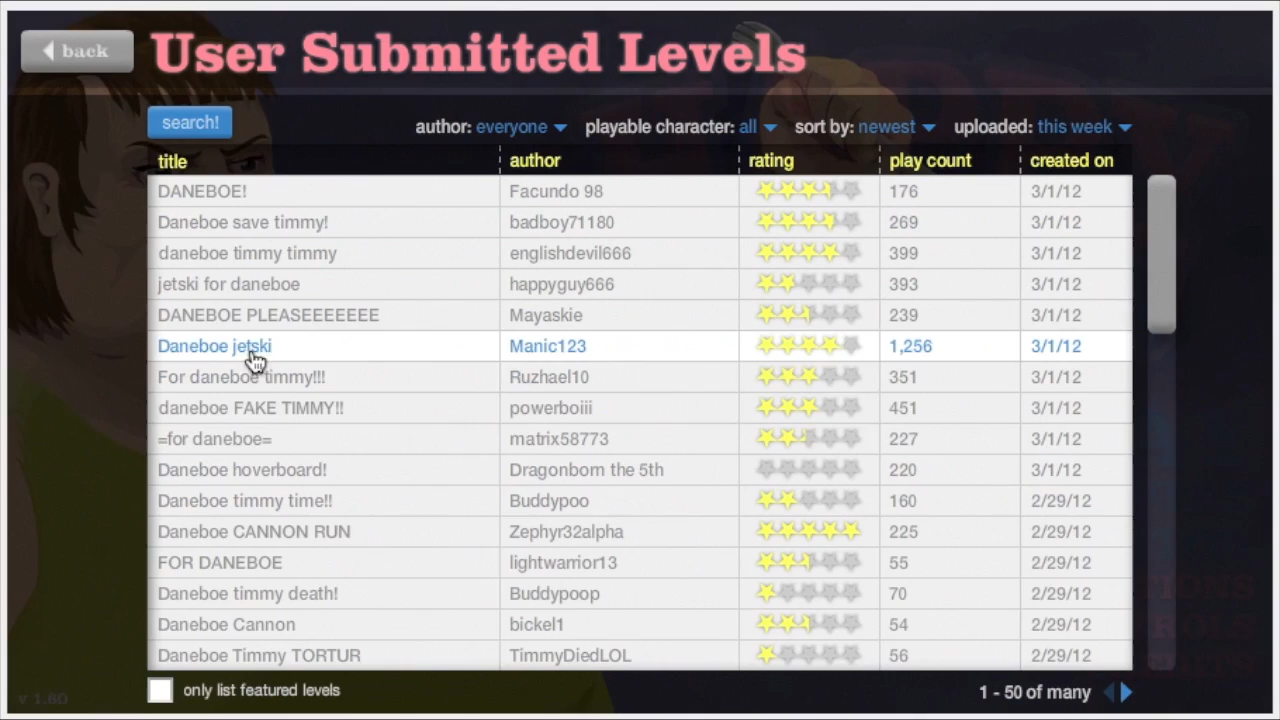 back User Submitted Levels
search! author: everyone playable character: all sort by: newest uploaded: this week
title author rating play count created on
DANEBOE! Facundo 98 176 3/1/12
Daneboe save timmy! badboy71180 269 3/1/12
daneboe timmy timmy englishdevil666 399 3/1/12
jetski for daneboe happyguy666 393 3/1/12
DANEBOE PLEASEEEEEEE Mayaskie 239 3/1/12
Daneboe jetski Manic123 1,256 3/1/12
For daneboe timmy!!! Ruzhael10 351 3/1/12
daneboe FAKE TIMMY!! powerboiii 451 3/1/12
=for daneboe= matrix58773 227 3/1/12
Daneboe hoverboard! Dragonborn the 5th 220 3/1/12
Daneboe timmy time!! Buddypoo 160 2/29/12
Daneboe CANNON RUN Zephyr32alpha 225 2/29/12
FOR DANEBOE lightwarrior13 55 2/29/12
Daneboe timmy death! Buddypoop 70 2/29/12
Daneboe Cannon bickel1 54 2/29/12
Daneboe Timmy TORTUR TimmyDiedLOL 56 2/29/12
only list featured levels 1 - 50 of many
v 1.60